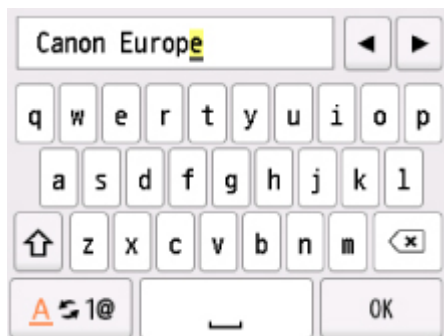 Canon Europe
q w e r t y u i o p
a s d f g h j k l
z x c v b n m
A 1@ OK